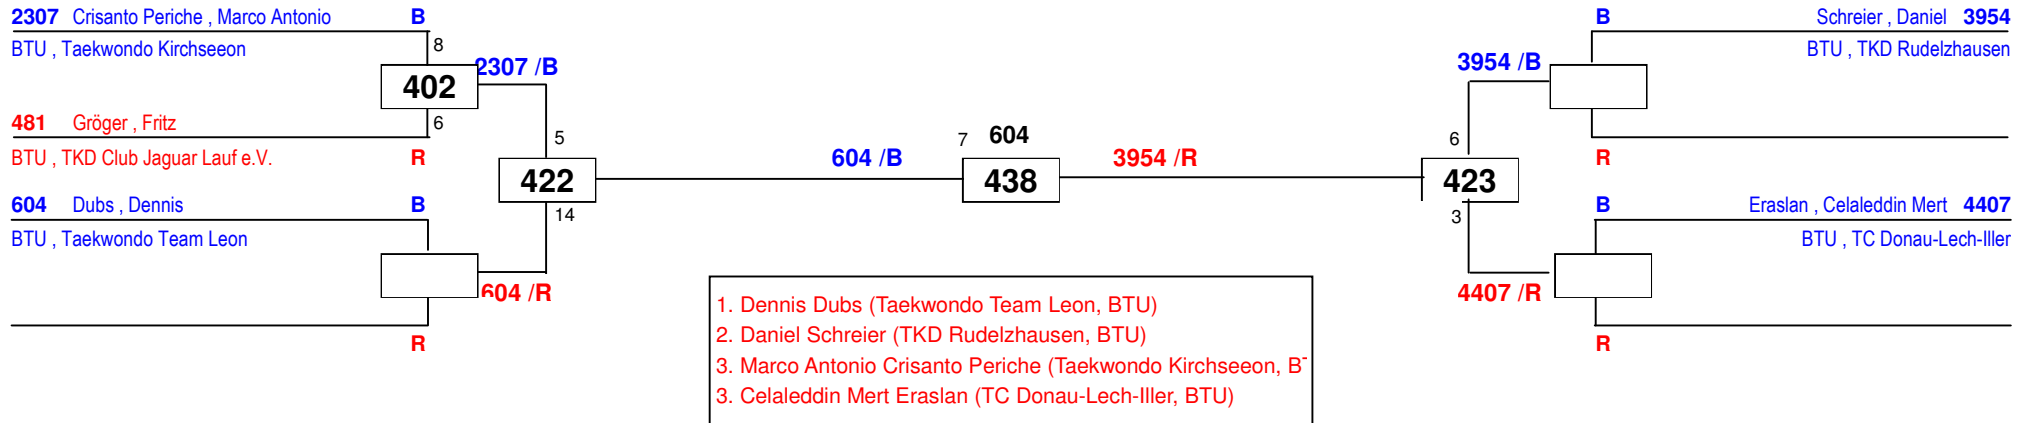 2307 Crisanto Periche , Marco Antonio B
BTU , Taekwondo Kirchseeon
8
402
2307 /B
481 Gröger , Fritz
6
BTU , TKD Club Jaguar Lauf e.V. R
5
422
14
604 Dubs , Dennis B
BTU , Taekwondo Team Leon
604 /R
R
604 /B
7 604
438
3954 /R
B Schreier , Daniel 3954
BTU , TKD Rudelzhausen
3954 /B
R
6
423
3
B Eraslan , Celaleddin Mert 4407
BTU , TC Donau-Lech-Iller
4407 /R
R
1. Dennis Dubs (Taekwondo Team Leon, BTU)
2. Daniel Schreier (TKD Rudelzhausen, BTU)
3. Marco Antonio Crisanto Periche (Taekwondo Kirchseeon,
3. Celaleddin Mert Eraslan (TC Donau-Lech-Iller, BTU)